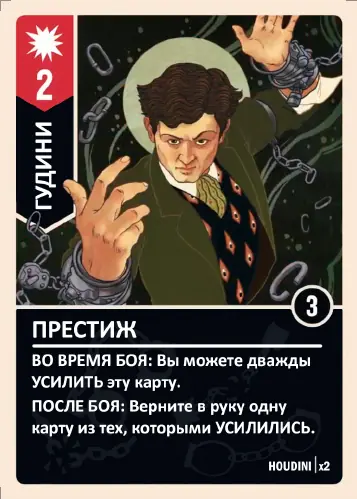 2
ГУДИНИ
3
ПРЕСТИЖ
ВО ВРЕМЯ БОЯ: Вы можете дважды
УСИЛИТЬ эту карту.
ПОСЛЕ БОЯ: Верните в руку одну
карту из тех, которыми УСИЛИЛИСЬ.
HOUDINI | x2